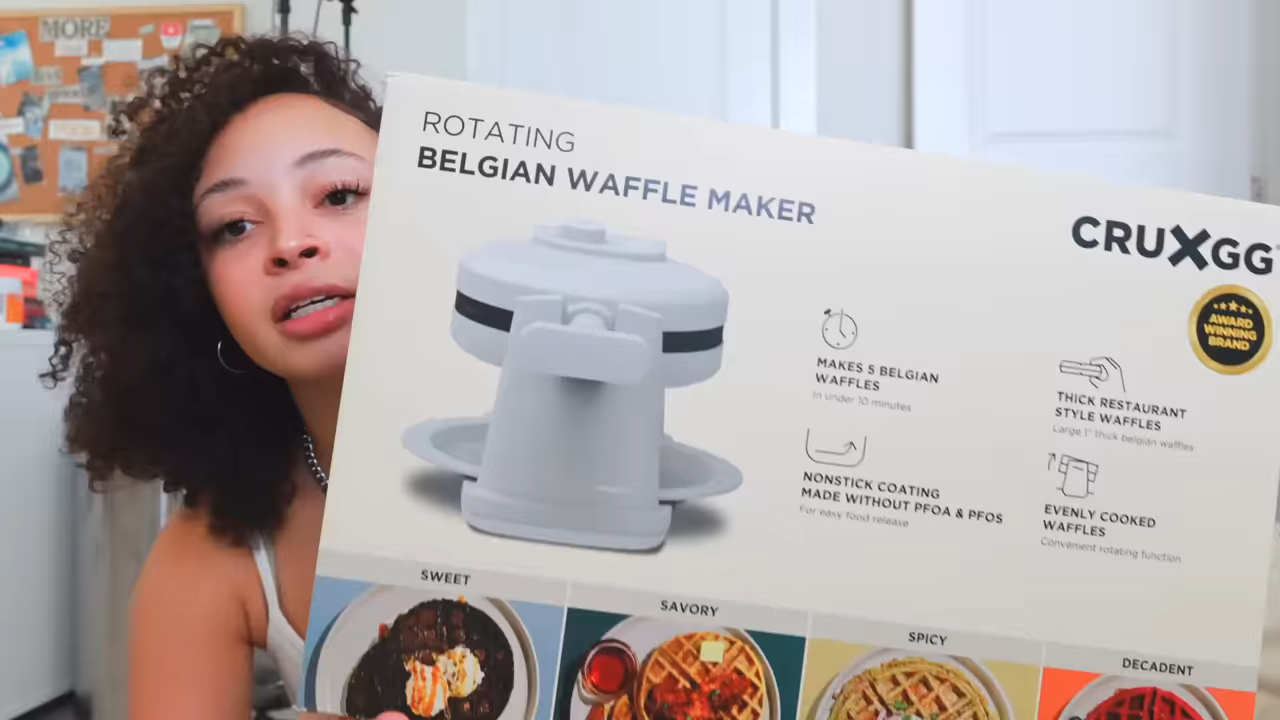 MORE
ROTATING
BELGIAN WAFFLE MAKER
CRUXGG
AWARD
WINNING
BRAND
MAKES 5 BELGIAN
WAFFLES
In under 10 minutes
THICK RESTAURANT
STYLE WAFFLES
Large 1" thick belgian waffles
NONSTICK COATING
MADE WITHOUT PFOA & PFOS
For easy food release
EVENLY COOKED
WAFFLES
Convenient rotating function
SWEET
SAVORY
SPICY
DECADENT